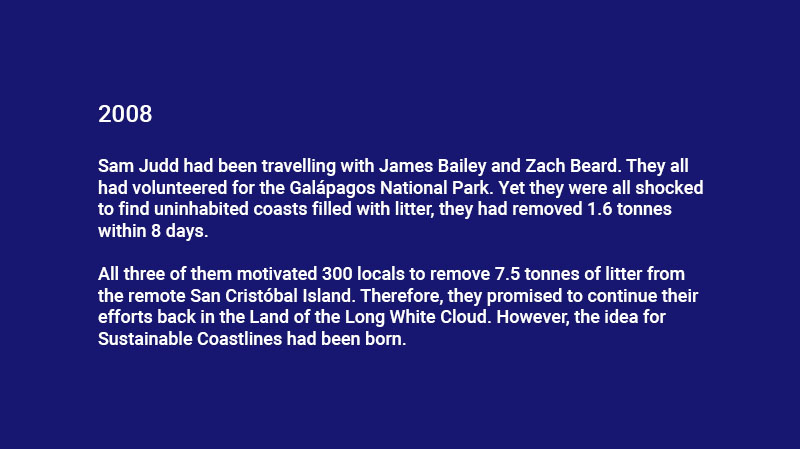 2008
Sam Judd had been travelling with James Bailey and Zach Beard. They all
had volunteered for the Galápagos National Park. Yet they were all shocked
to find uninhabited coasts filled with litter, they had removed 1.6 tonnes
within 8 days.
All three of them motivated 300 locals to remove 7.5 tonnes of litter from
the remote San Cristóbal Island. Therefore, they promised to continue their
efforts back in the Land of the Long White Cloud. However, the idea for
Sustainable Coastlines had been born.